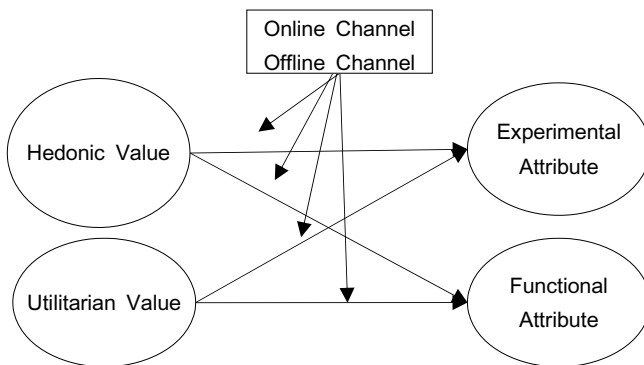 Online Channel
Offline Channel
Hedonic Value
Experimental
Attribute
Utilitarian Value
Functional
Attribute